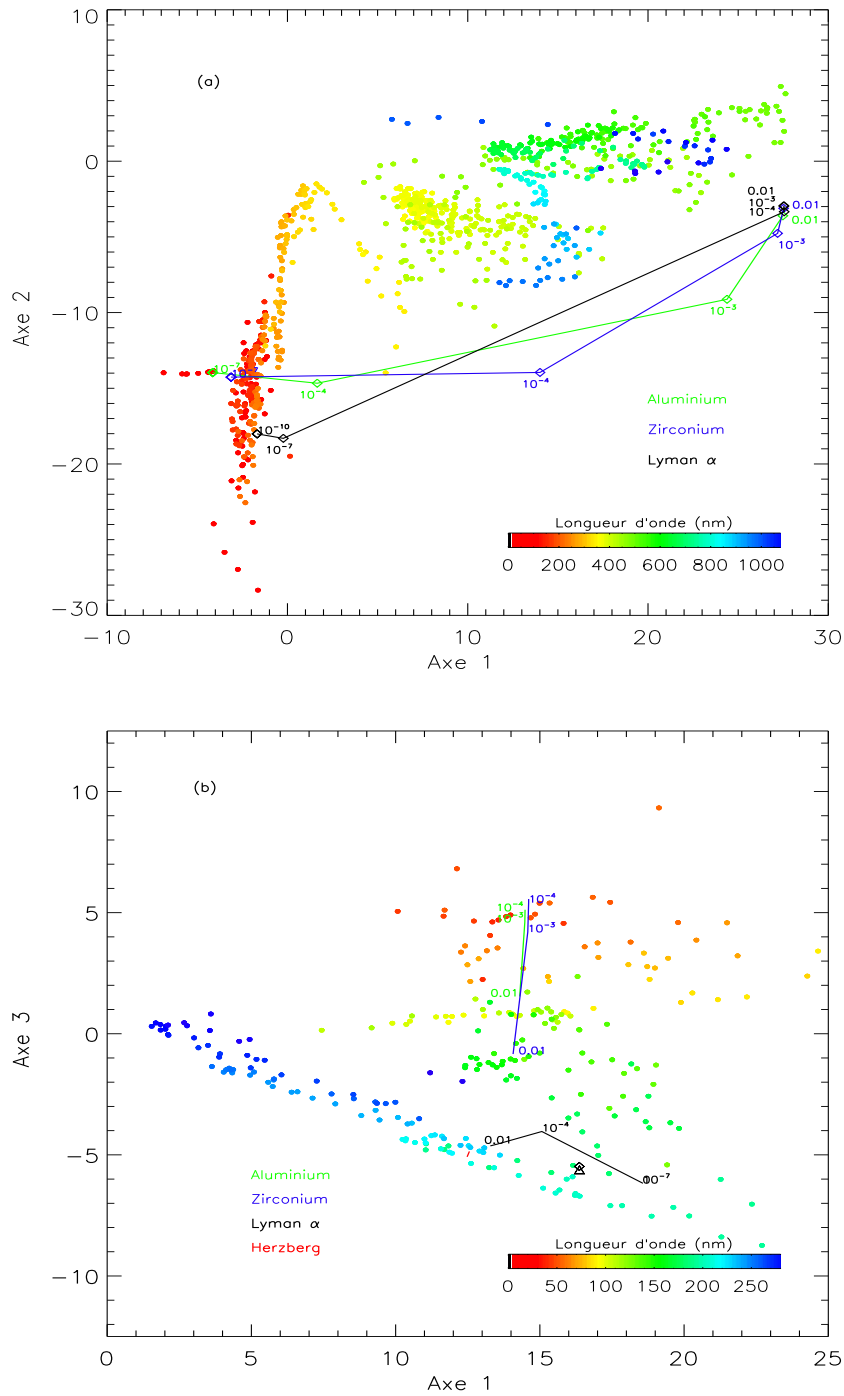 10
(a)
0
0.01
10⁻³
10⁻⁴
0.01
0.01
10⁻³
Axe 2
−10
10⁻³
10⁻⁷
10⁻⁴
10⁻⁴
Aluminium
10⁻¹⁰
Zirconium
10⁻⁷
Lyman α
−20
Longueur d'onde (nm)
0 200 400 600 800 1000
−30
−10 0 10 20 30
Axe 1
(b)
10
10⁻⁴
10⁻⁴
5
10⁻³
10⁻³
0.01
Axe 3
0
0.01
10⁻⁴
0.01
−5
10⁻⁷
Aluminium
Zirconium
Lyman α
Herzberg
Longueur d'onde (nm)
0 50 100 150 200 250
−10
0 5 10 15 20 25
Axe 1